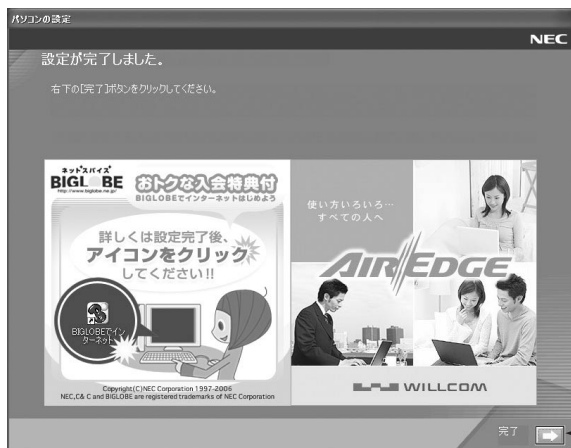 パソコンの設定
NEC
設定が完了しました。
右下の[完了]ボタンをクリックしてください。
ネットスパイス
BIGLOBE
http://www.biglobe.ne.jp/
おトクな入会特典付
BIGLOBEでインターネットはじめよう
詳しくは設定完了後、
アイコンをクリック
してください!!
BIGLOBEでイン
ターネット
Copyright(C)NEC Corporation 1997-2006
NEC,C& C and BIGLOBE are registered trademarks of NEC Corporation
使い方いろいろ…
すべての人へ
AIR EDGE
WILLCOM
完了